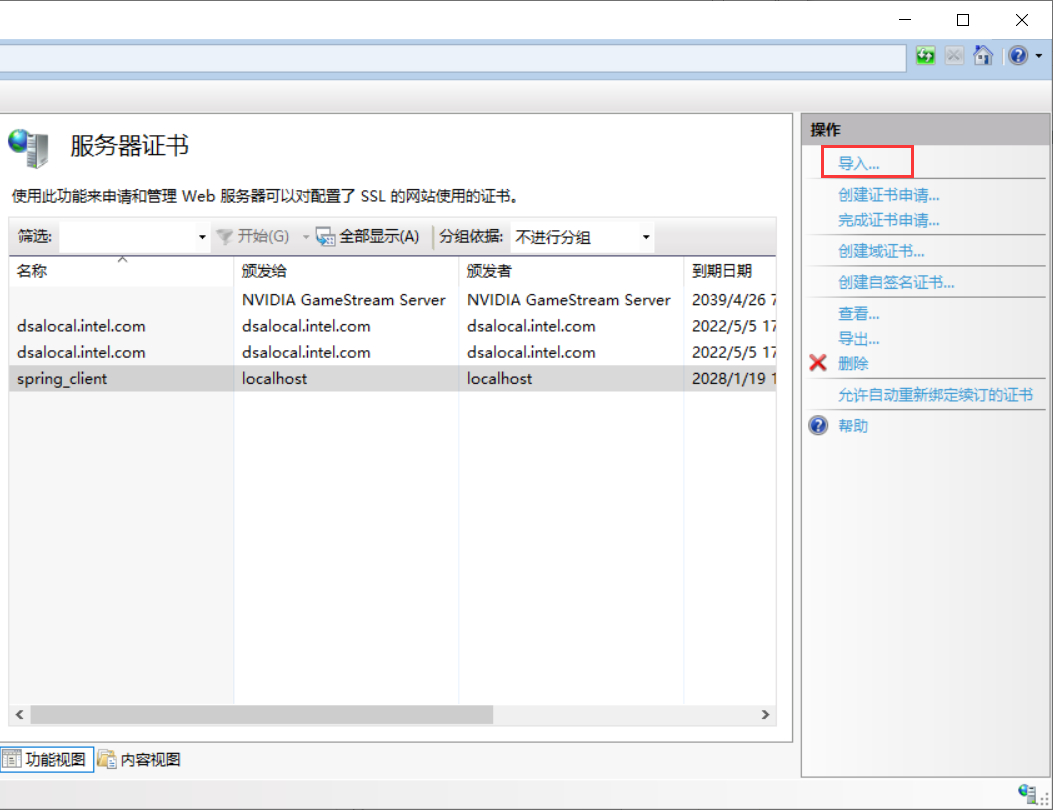 服务器证书
使用此功能来申请和管理 Web 服务器可以对配置了 SSL 的网站使用的证书。
筛选: 开始(G) 全部显示(A) 分组依据: 不进行分组
名称 颁发给 颁发者 到期日期
NVIDIA GameStream Server NVIDIA GameStream Server 2039/4/26 7
dsalocal.intel.com dsalocal.intel.com dsalocal.intel.com 2022/5/5 17
dsalocal.intel.com dsalocal.intel.com dsalocal.intel.com 2022/5/5 17
spring_client localhost localhost 2028/1/19 1
功能视图 内容视图
操作
导入...
创建证书申请...
完成证书申请...
创建域证书...
创建自签名证书...
查看...
导出...
删除
允许自动重新绑定续订的证书
帮助